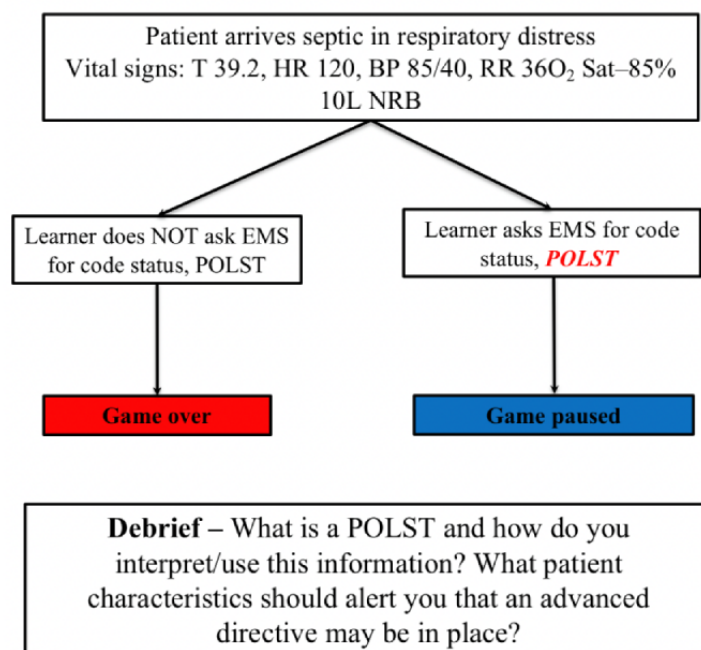 Patient arrives septic in respiratory distress
Vital signs: T 39.2, HR 120, BP 85/40, RR 36O₂ Sat–85%
10L NRB
Learner does NOT ask EMS
for code status, POLST
Learner asks EMS for code
status, POLST
Game over
Game paused
Debrief – What is a POLST and how do you
interpret/use this information? What patient
characteristics should alert you that an advanced
directive may be in place?